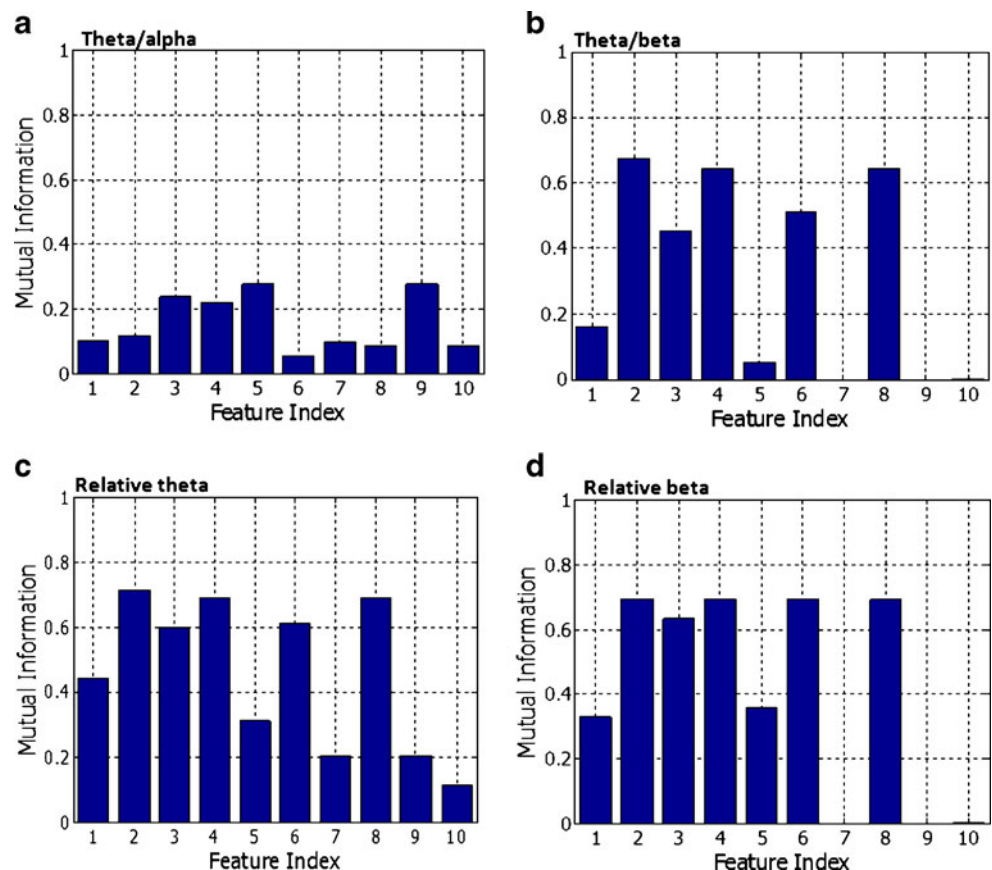 a
Theta/alpha
1
0.8
0.6
0.4
0.2
0
Mutual Information
1 2 3 4 5 6 7 8 9 10
Feature Index
b
Theta/beta
1
0.8
0.6
0.4
0.2
0
Mutual Information
1 2 3 4 5 6 7 8 9 10
Feature Index
c
Relative theta
1
0.8
0.6
0.4
0.2
0
Mutual Information
1 2 3 4 5 6 7 8 9 10
Feature Index
d
Relative beta
1
0.8
0.6
0.4
0.2
0
Mutual Information
1 2 3 4 5 6 7 8 9 10
Feature Index